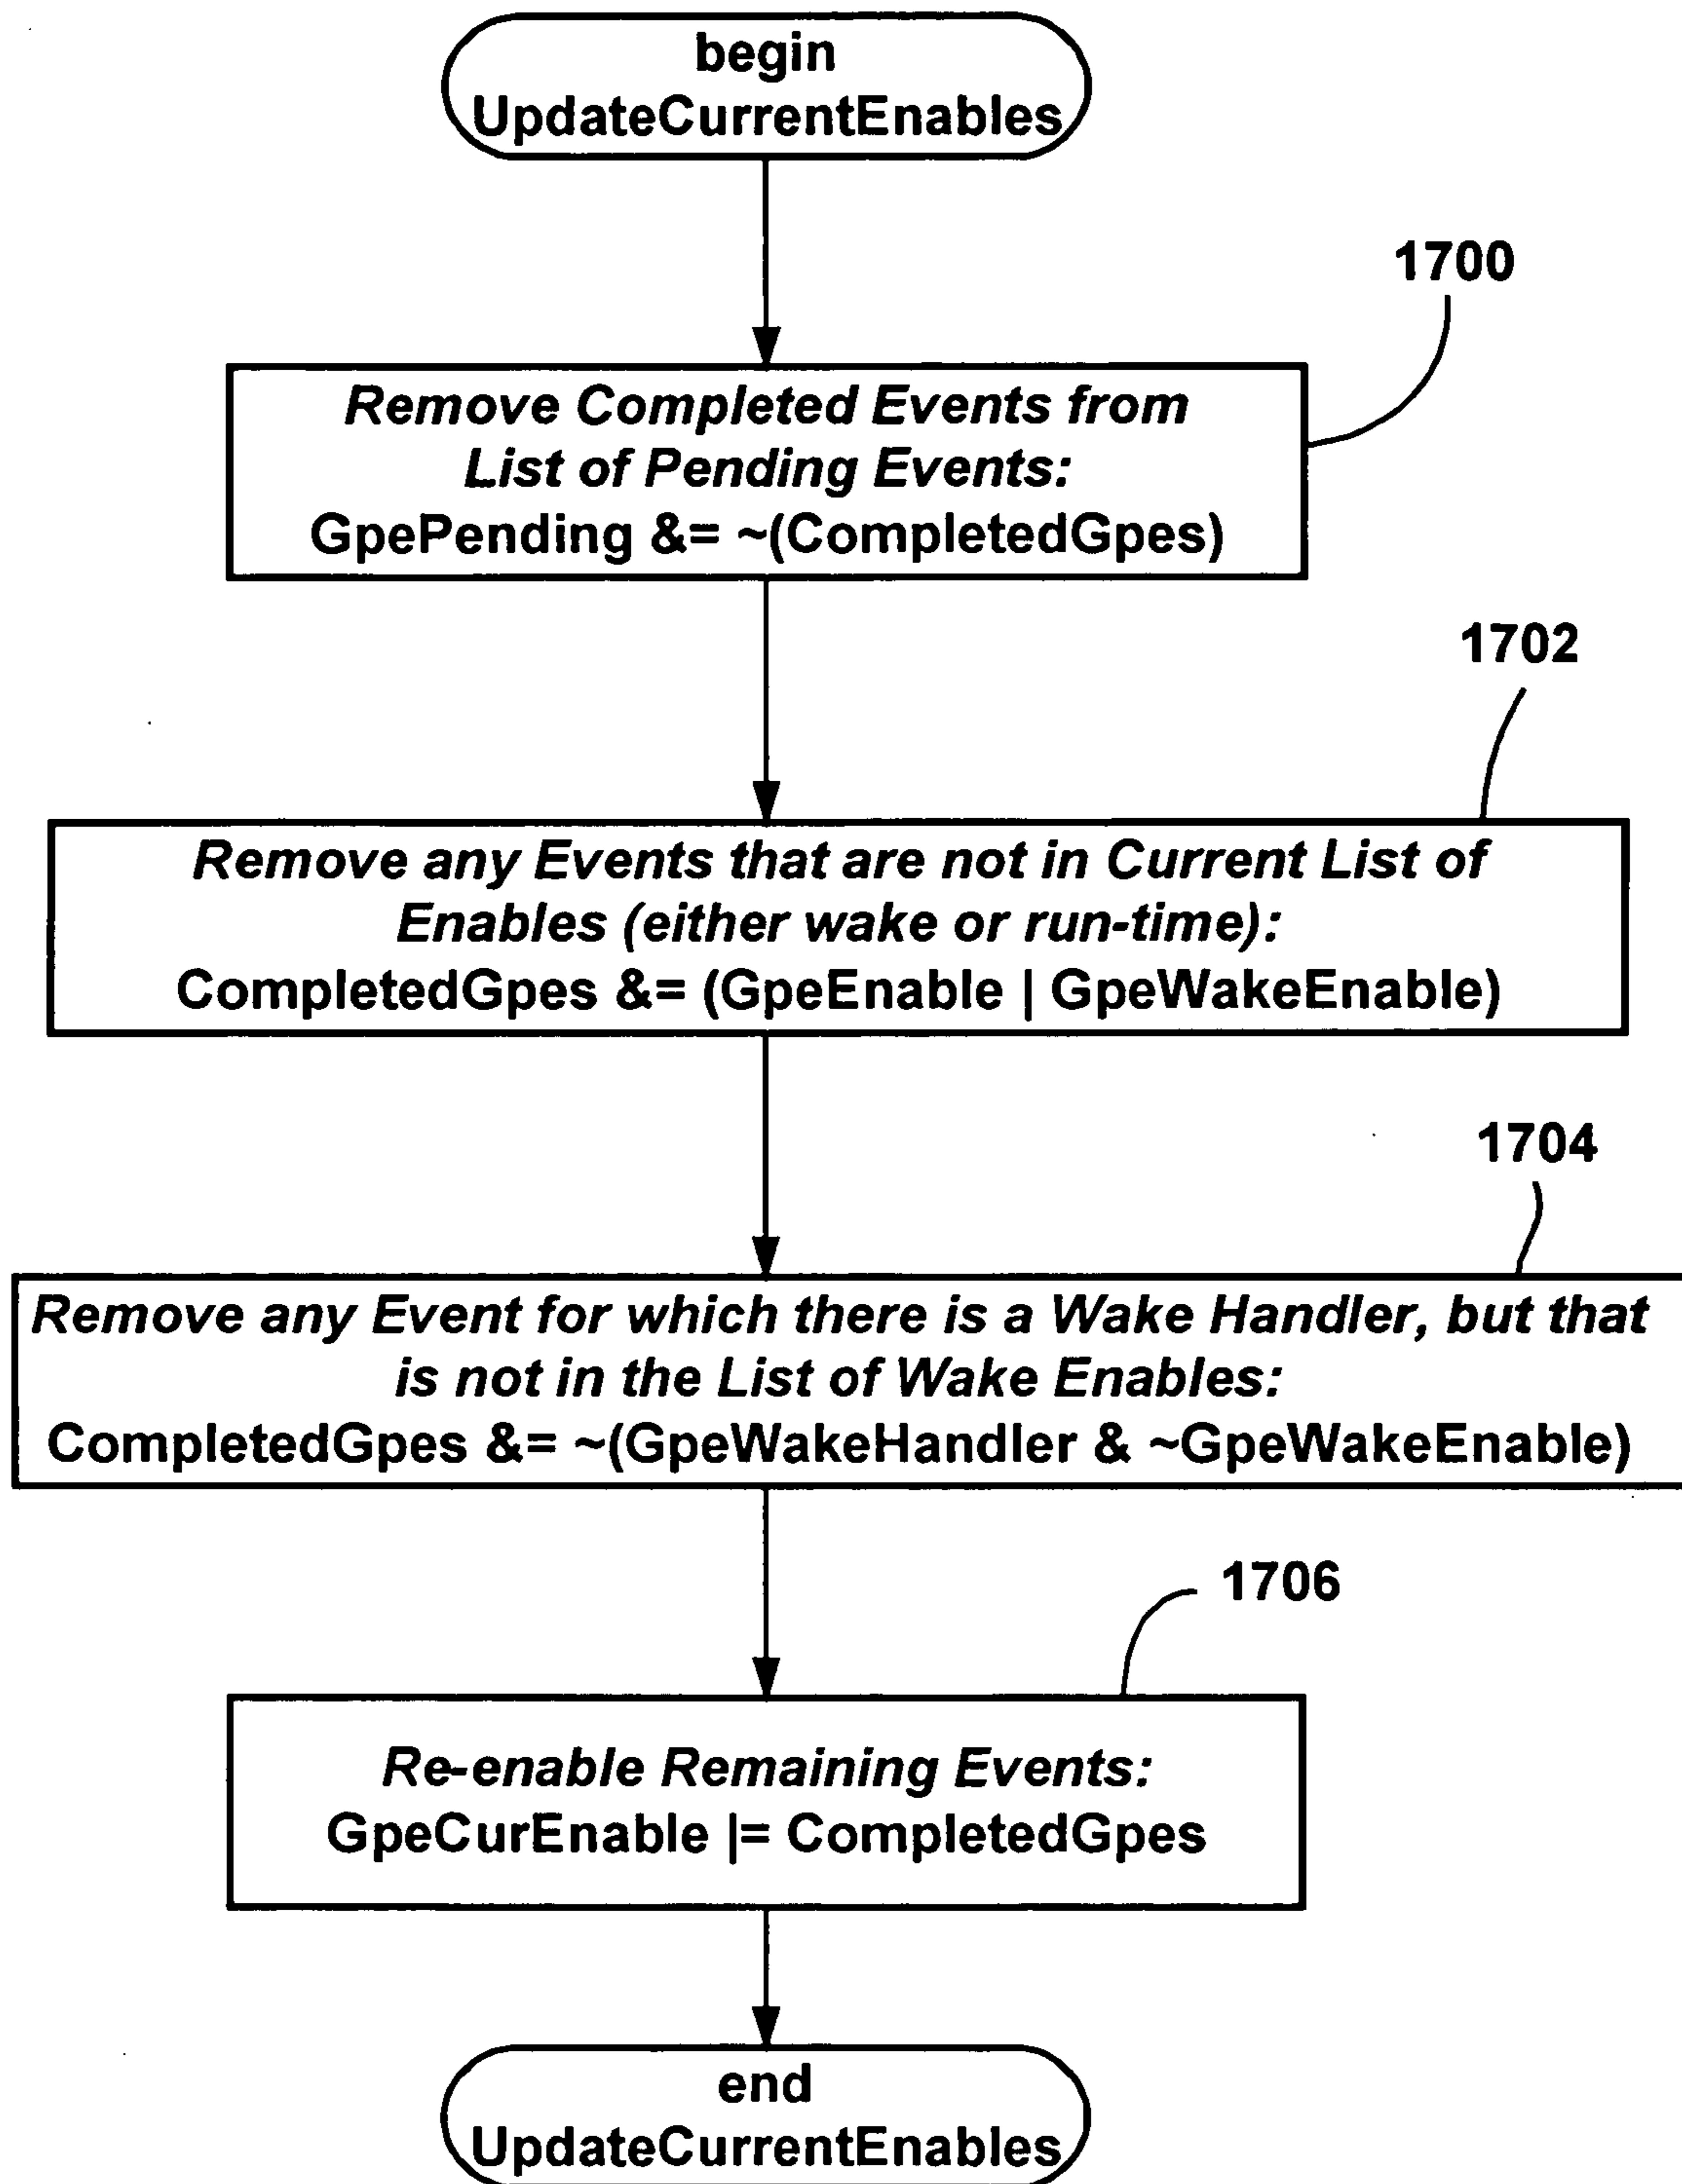 begin
UpdateCurrentEnables
1700
Remove Completed Events from
List of Pending Events:
GpePending &= ~(CompletedGpes)
1702
Remove any Events that are not in Current List of
Enables (either wake or run-time):
CompletedGpes &= (GpeEnable | GpeWakeEnable)
1704
Remove any Event for which there is a Wake Handler, but that
is not in the List of Wake Enables:
CompletedGpes &= ~(GpeWakeHandler & ~GpeWakeEnable)
1706
Re-enable Remaining Events:
GpeCurEnable |= CompletedGpes
end
UpdateCurrentEnables